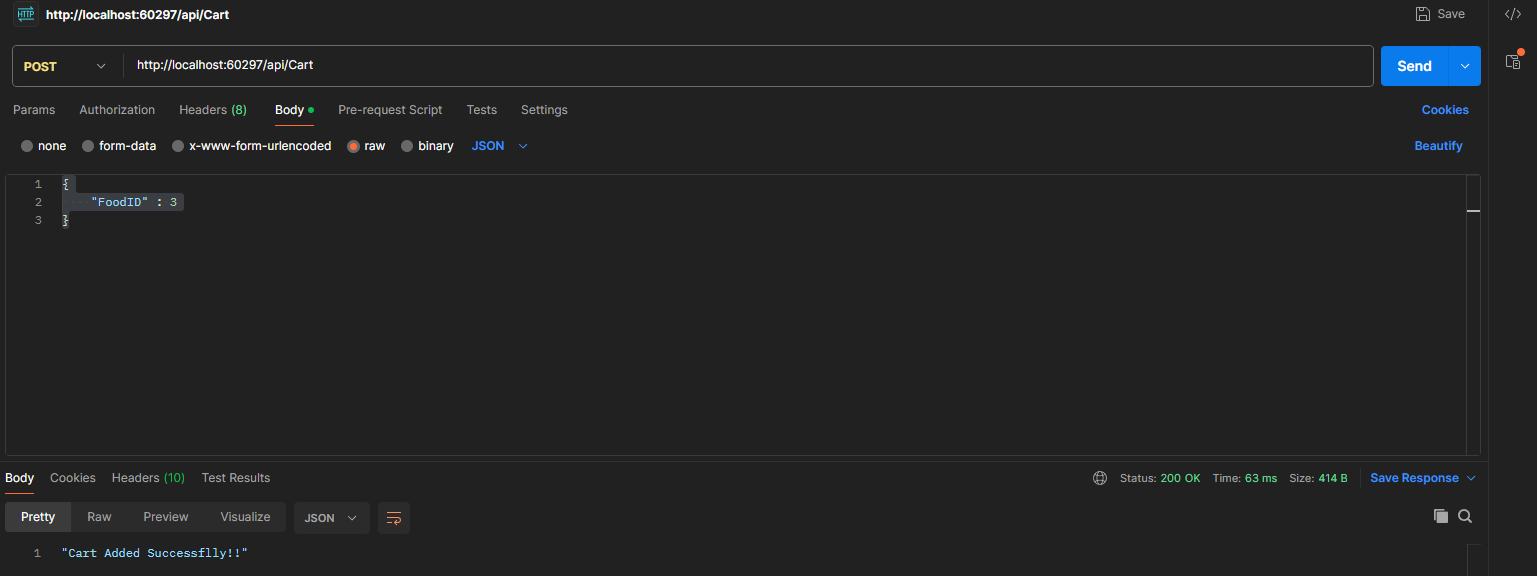 HTTP http://localhost:60297/api/Cart Save
POST http://localhost:60297/api/Cart Send
Params Authorization Headers (8) Body Pre-request Script Tests Settings Cookies
none form-data x-www-form-urlencoded raw binary JSON Beautify
1 {
2 "FoodID" : 3
3 }
Body Cookies Headers (10) Test Results Status: 200 OK Time: 63 ms Size: 414 B Save Response
Pretty Raw Preview Visualize JSON
1 "Cart Added Successflly!!"